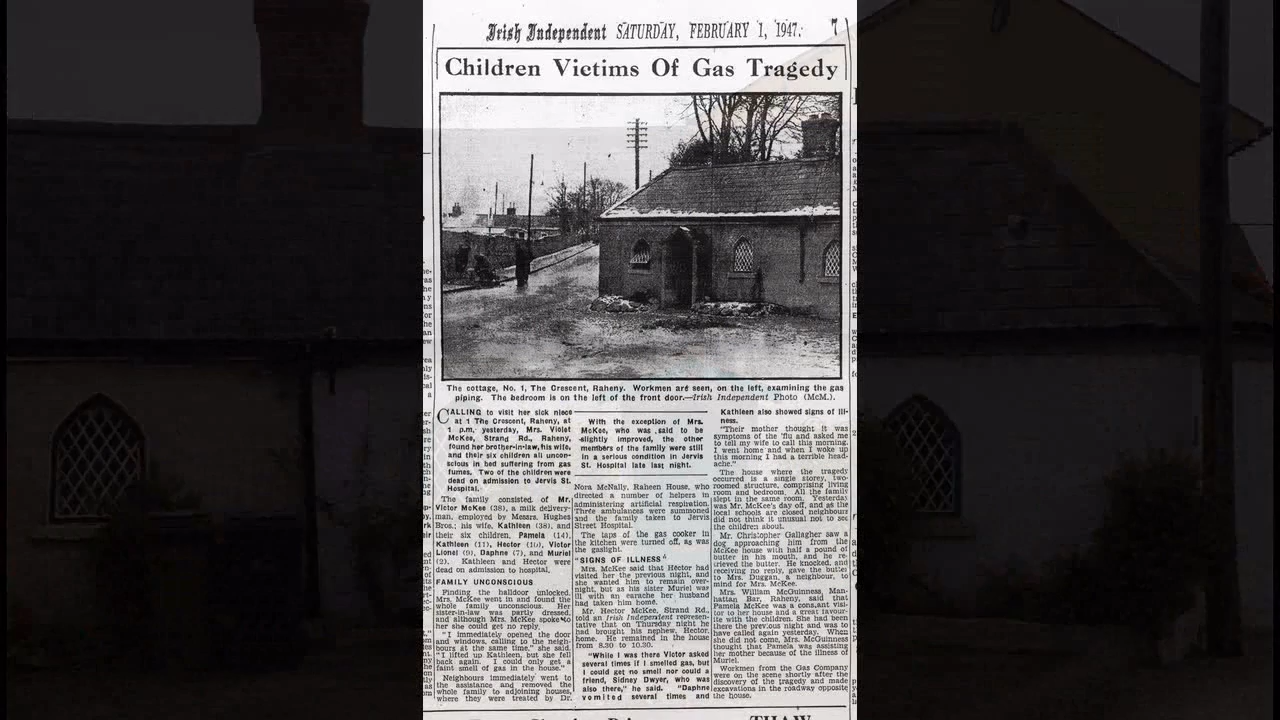 Irish Independent SATURDAY, FEBRUARY 1, 1947. 7
Children Victims Of Gas Tragedy
The cottage, No. 1, The Crescent, Raheny. Workmen are seen, on the left, examining the gas
piping. The bedroom is on the left of the front door.—Irish Independent Photo (McM.).
CALLING to visit her sick niece
at 1 The Crescent, Raheny, at
1 p.m. yesterday, Mrs. Violet
McKee, Strand Rd., Raheny,
found her brother-in-law, his wife,
and their six children all uncon-
scious in bed suffering from gas
fumes. Two of the children were
dead on admission to Jervis St.
Hospital.
The family consisted of Mr.
Victor McKee (38), a milk delivery-
man, employed by Messrs. Hughes
Bros.; his wife, Kathleen (38), and
their six children, Pamela (14),
Kathleen (11), Hector (10), Victor
Lionel (9), Daphne (7), and Muriel
(2). Kathleen and Hector were
dead on admission to hospital.
FAMILY UNCONSCIOUS
Finding the halldoor unlocked,
Mrs. McKee went in and found the
whole family unconscious. Her
sister-in-law was partly dressed,
and although Mrs. McKee spoke to
her she could get no reply.
"I immediately opened the door
and windows, calling to the neigh-
bours at the same time," she said.
"I lifted up Kathleen, but she fell
back again. I could only get a
faint smell of gas in the house."
Neighbours immediately went to
the assistance and removed the
whole family to adjoining houses,
where they were treated by Dr.
With the exception of Mrs.
McKee, who was said to be
slightly improved, the other
members of the family were still
in a serious condition in Jervis
St. Hospital late last night.
Nora McNally, Raheen House, who
directed a number of helpers in
administering artificial respiration.
Three ambulances were summoned
and the family taken to Jervis
Street Hospital.
The taps of the gas cooker in
the kitchen were turned off, as was
the gaslight.
"SIGNS OF ILLNESS"
Mrs. McKee said that Hector had
visited her the previous night, and
she wanted him to remain over-
night, but as his sister Muriel was
ill with an earache her husband
had taken him home.
Mr. Hector McKee, Strand Rd.,
told an Irish Independent represen-
tative that on Thursday night he
had brought his nephew, Hector,
home. He remained in the house
from 8.30 to 10.30.
"While I was there Victor asked
several times if I smelled gas, but
I could get no smell nor could a
friend, Sidney Dwyer, who was
also there," he said. "Daphne
vomited several times and
Kathleen also showed signs of ill-
ness.
"Their mother thought it was
symptoms of the 'flu and asked me
to tell my wife to call this morning.
I went home and when I woke up
this morning I had a terrible head-
ache."
The house where the tragedy
occurred is a single storey, two-
roomed structure, comprising living
room and bedroom. All the family
slept in the same room. Yesterday
was Mr. McKee's day off, and as the
local schools are closed neighbours
did not think it unusual not to see
the children about.
Mr. Christopher Gallagher saw a
dog approaching him from the
McKee house with half a pound of
butter in his mouth, and he re-
trieved the butter. He knocked, and
receiving no reply, gave the butter
to Mrs. Duggan, a neighbour, to
mind for Mrs. McKee.
Mrs. William McGuinness, Man-
hattan Bar, Raheny, said that
Pamela McKee was a constant visi-
tor to her house and a great favour-
ite with the children. She had been
there the previous night and was to
have called again yesterday. When
she did not come, Mrs. McGuinness
thought that Pamela was assisting
her mother because of the illness of
Muriel.
Workmen from the Gas Company
were on the scene shortly after the
discovery of the tragedy and made
excavations in the roadway opposite
the house.
THAW